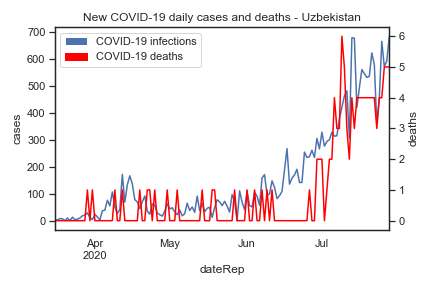 New COVID-19 daily cases and deaths - Uzbekistan
COVID-19 infections
COVID-19 deaths
700
600
500
400
300
200
100
0
cases
6
5
4
3
2
1
0
deaths
Apr
2020
May
Jun
Jul
dateRep